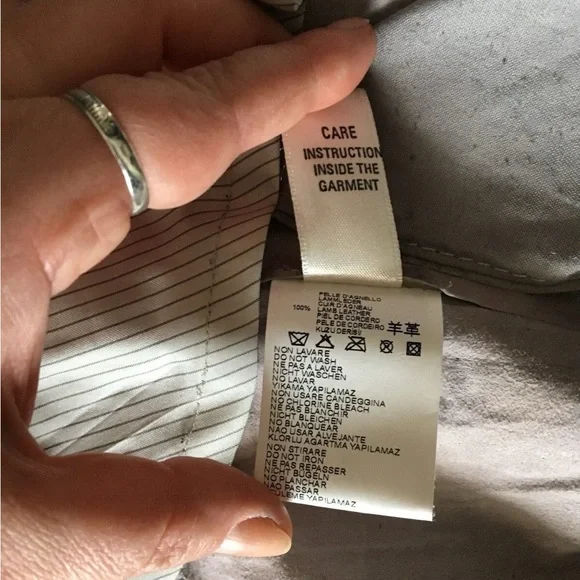 CARE
INSTRUCTION
INSIDE THE
GARMENT
PELLE D'AGNELLO
LAMMLEDER
CUIR D'AGNEAU
100% LAMB LEATHER
PIEL DE CORDERO
PELE DE CORDEIRO 羊革
KUZU DERİSİ
NON LAVARE
DO NOT WASH
NE PAS A LAVER
NICHT WASCHEN
NO LAVAR
YIKAMA YAPILAMAZ
NON USARE CANDEGGINA
NO CHLORINE BLEACH
NE PAS BLANCHIR
NICHT BLEICHEN
NO BLANQUEAR
NAO USAR ALVEJANTE
KLORLU AGARTMA YAPILAMAZ
NON STIRARE
DO NOT IRON
NE PAS REPASSER
NICHT BUGELN
NO PLANCHAR
NAO PASSAR
YAPILAMAZ